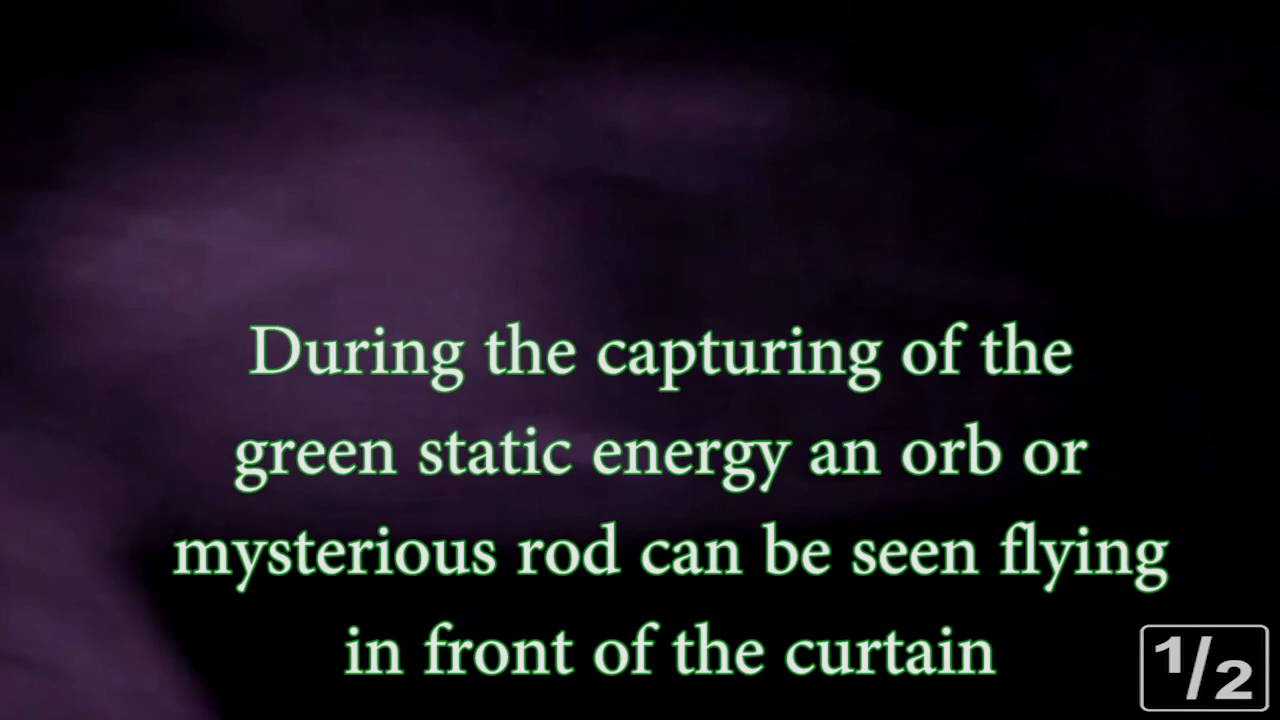 During the capturing of the
green static energy an orb or
mysterious rod can be seen flying
in front of the curtain
1/2